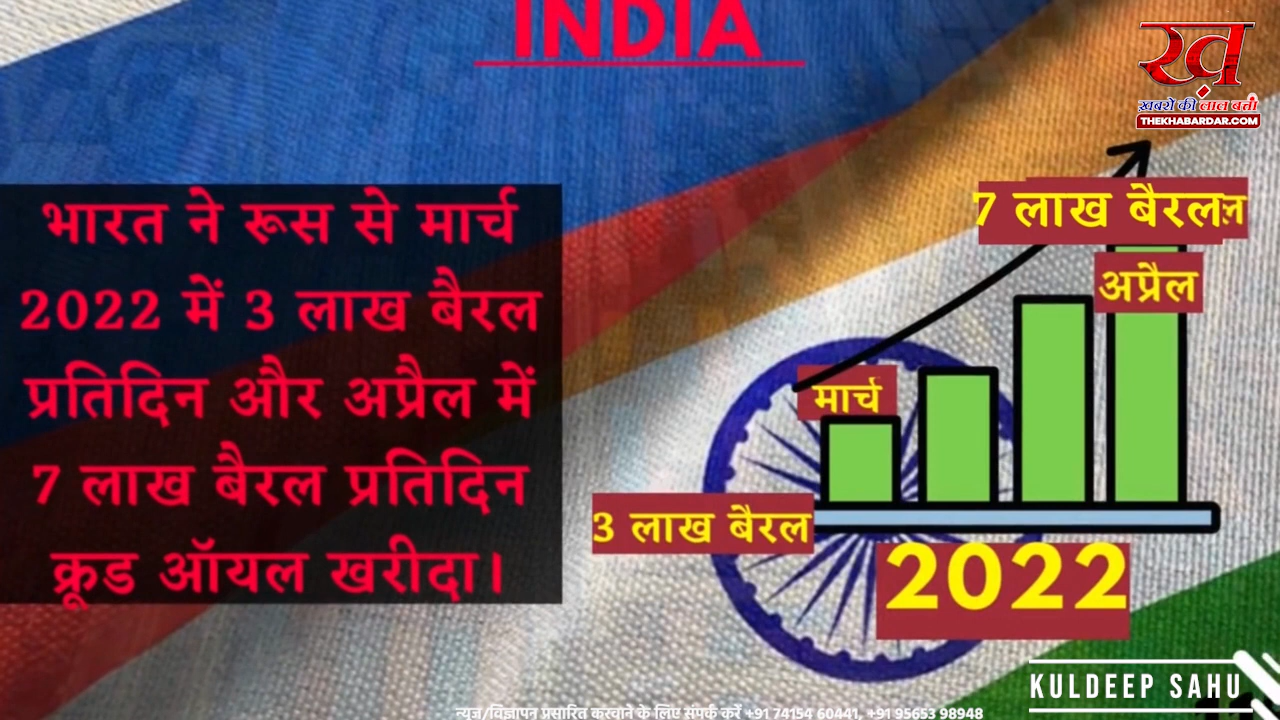 INDIA
ख़
ख़बरो की लाल बत्ती
THEKHABARDAR.COM
भारत ने रूस से मार्च
2022 में 3 लाख बैरल
प्रतिदिन और अप्रैल में
7 लाख बैरल प्रतिदिन
क्रूड ऑयल खरीदा।
7 लाख बैरल
अप्रैल
मार्च
3 लाख बैरल
2022
KULDEEP SAHU
न्यूज/विज्ञापन प्रसारित करवाने के लिए संपर्क करें +91 74154 60441, +91 95653 98948